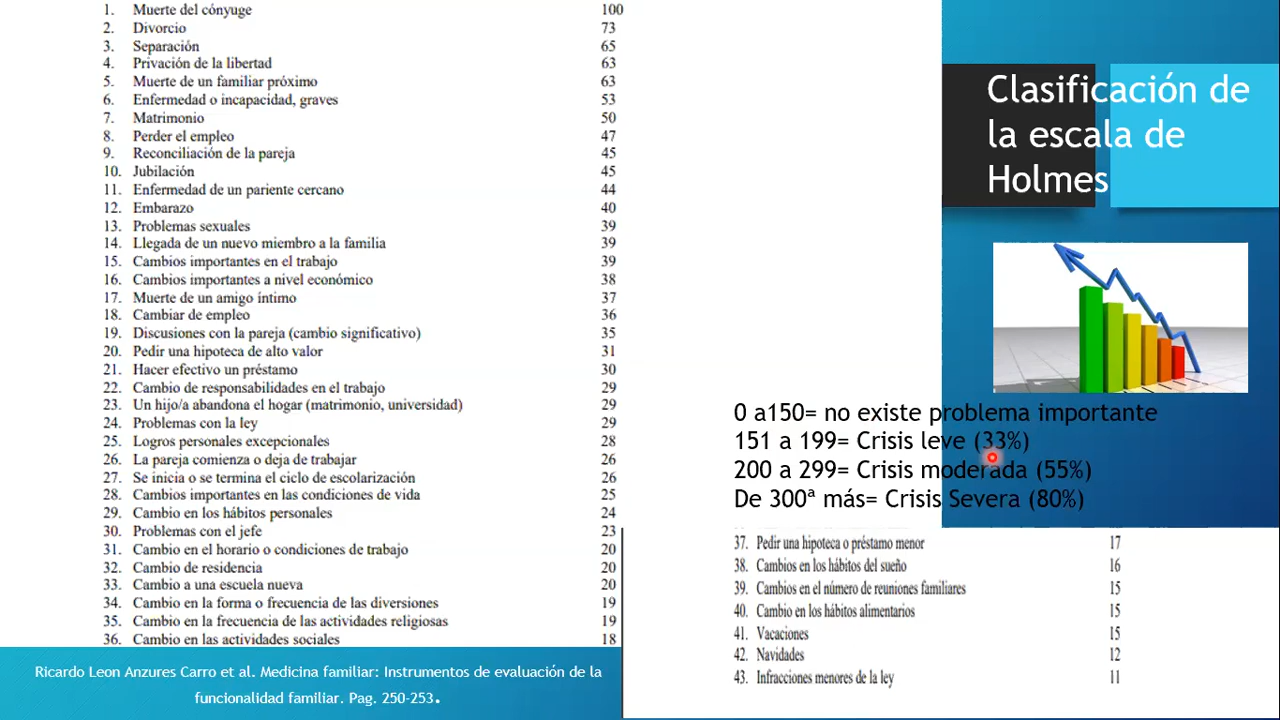 1. Muerte del cónyuge 100
2. Divorcio 73
3. Separación 65
4. Privación de la libertad 63
5. Muerte de un familiar próximo 63
6. Enfermedad o incapacidad, graves 53
7. Matrimonio 50
8. Perder el empleo 47
9. Reconciliación de la pareja 45
10. Jubilación 45
11. Enfermedad de un pariente cercano 44
12. Embarazo 40
13. Problemas sexuales 39
14. Llegada de un nuevo miembro a la familia 39
15. Cambios importantes en el trabajo 39
16. Cambios importantes a nivel económico 38
17. Muerte de un amigo íntimo 37
18. Cambiar de empleo 36
19. Discusiones con la pareja (cambio significativo) 35
20. Pedir una hipoteca de alto valor 31
21. Hacer efectivo un préstamo 30
22. Cambio de responsabilidades en el trabajo 29
23. Un hijo/a abandona el hogar (matrimonio, universidad) 29
24. Problemas con la ley 29
25. Logros personales excepcionales 28
26. La pareja comienza o deja de trabajar 26
27. Se inicia o se termina el ciclo de escolarización 26
28. Cambios importantes en las condiciones de vida 25
29. Cambio en los hábitos personales 24
30. Problemas con el jefe 23
31. Cambio en el horario o condiciones de trabajo 20
32. Cambio de residencia 20
33. Cambio a una escuela nueva 20
34. Cambio en la forma o frecuencia de las diversiones 19
35. Cambio en la frecuencia de las actividades religiosas 19
36. Cambio en las actividades sociales 18
Ricardo Leon Anzures Carro et al. Medicina familiar: Instrumentos de evaluación de la
funcionalidad familiar. Pag. 250-253.
Clasificación de
la escala de
Holmes
0 a150= no existe problema importante
151 a 199= Crisis leve (33%)
200 a 299= Crisis moderada (55%)
De 300ª más= Crisis Severa (80%)
37. Pedir una hipoteca o préstamo menor 17
38. Cambios en los hábitos del sueño 16
39. Cambios en el número de reuniones familiares 15
40. Cambio en los hábitos alimentarios 15
41. Vacaciones 15
42. Navidades 12
43. Infracciones menores de la ley 11